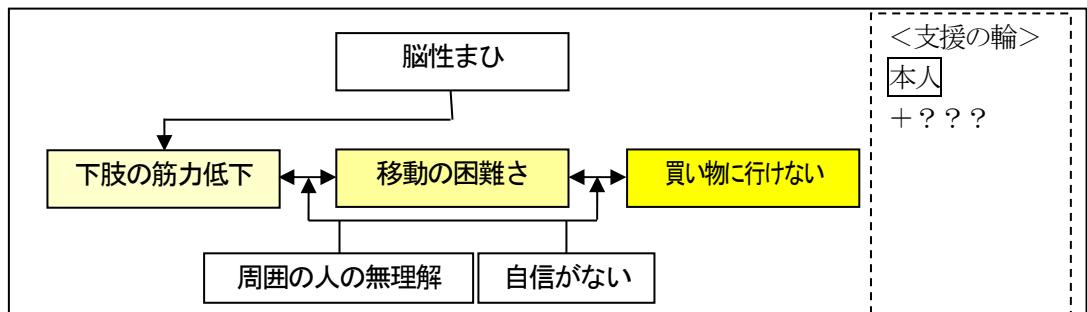 脳性まひ
下肢の筋力低下
移動の困難さ
買い物に行けない
周囲の人の無理解
自信がない
＜支援の輪＞
本人
＋？？？